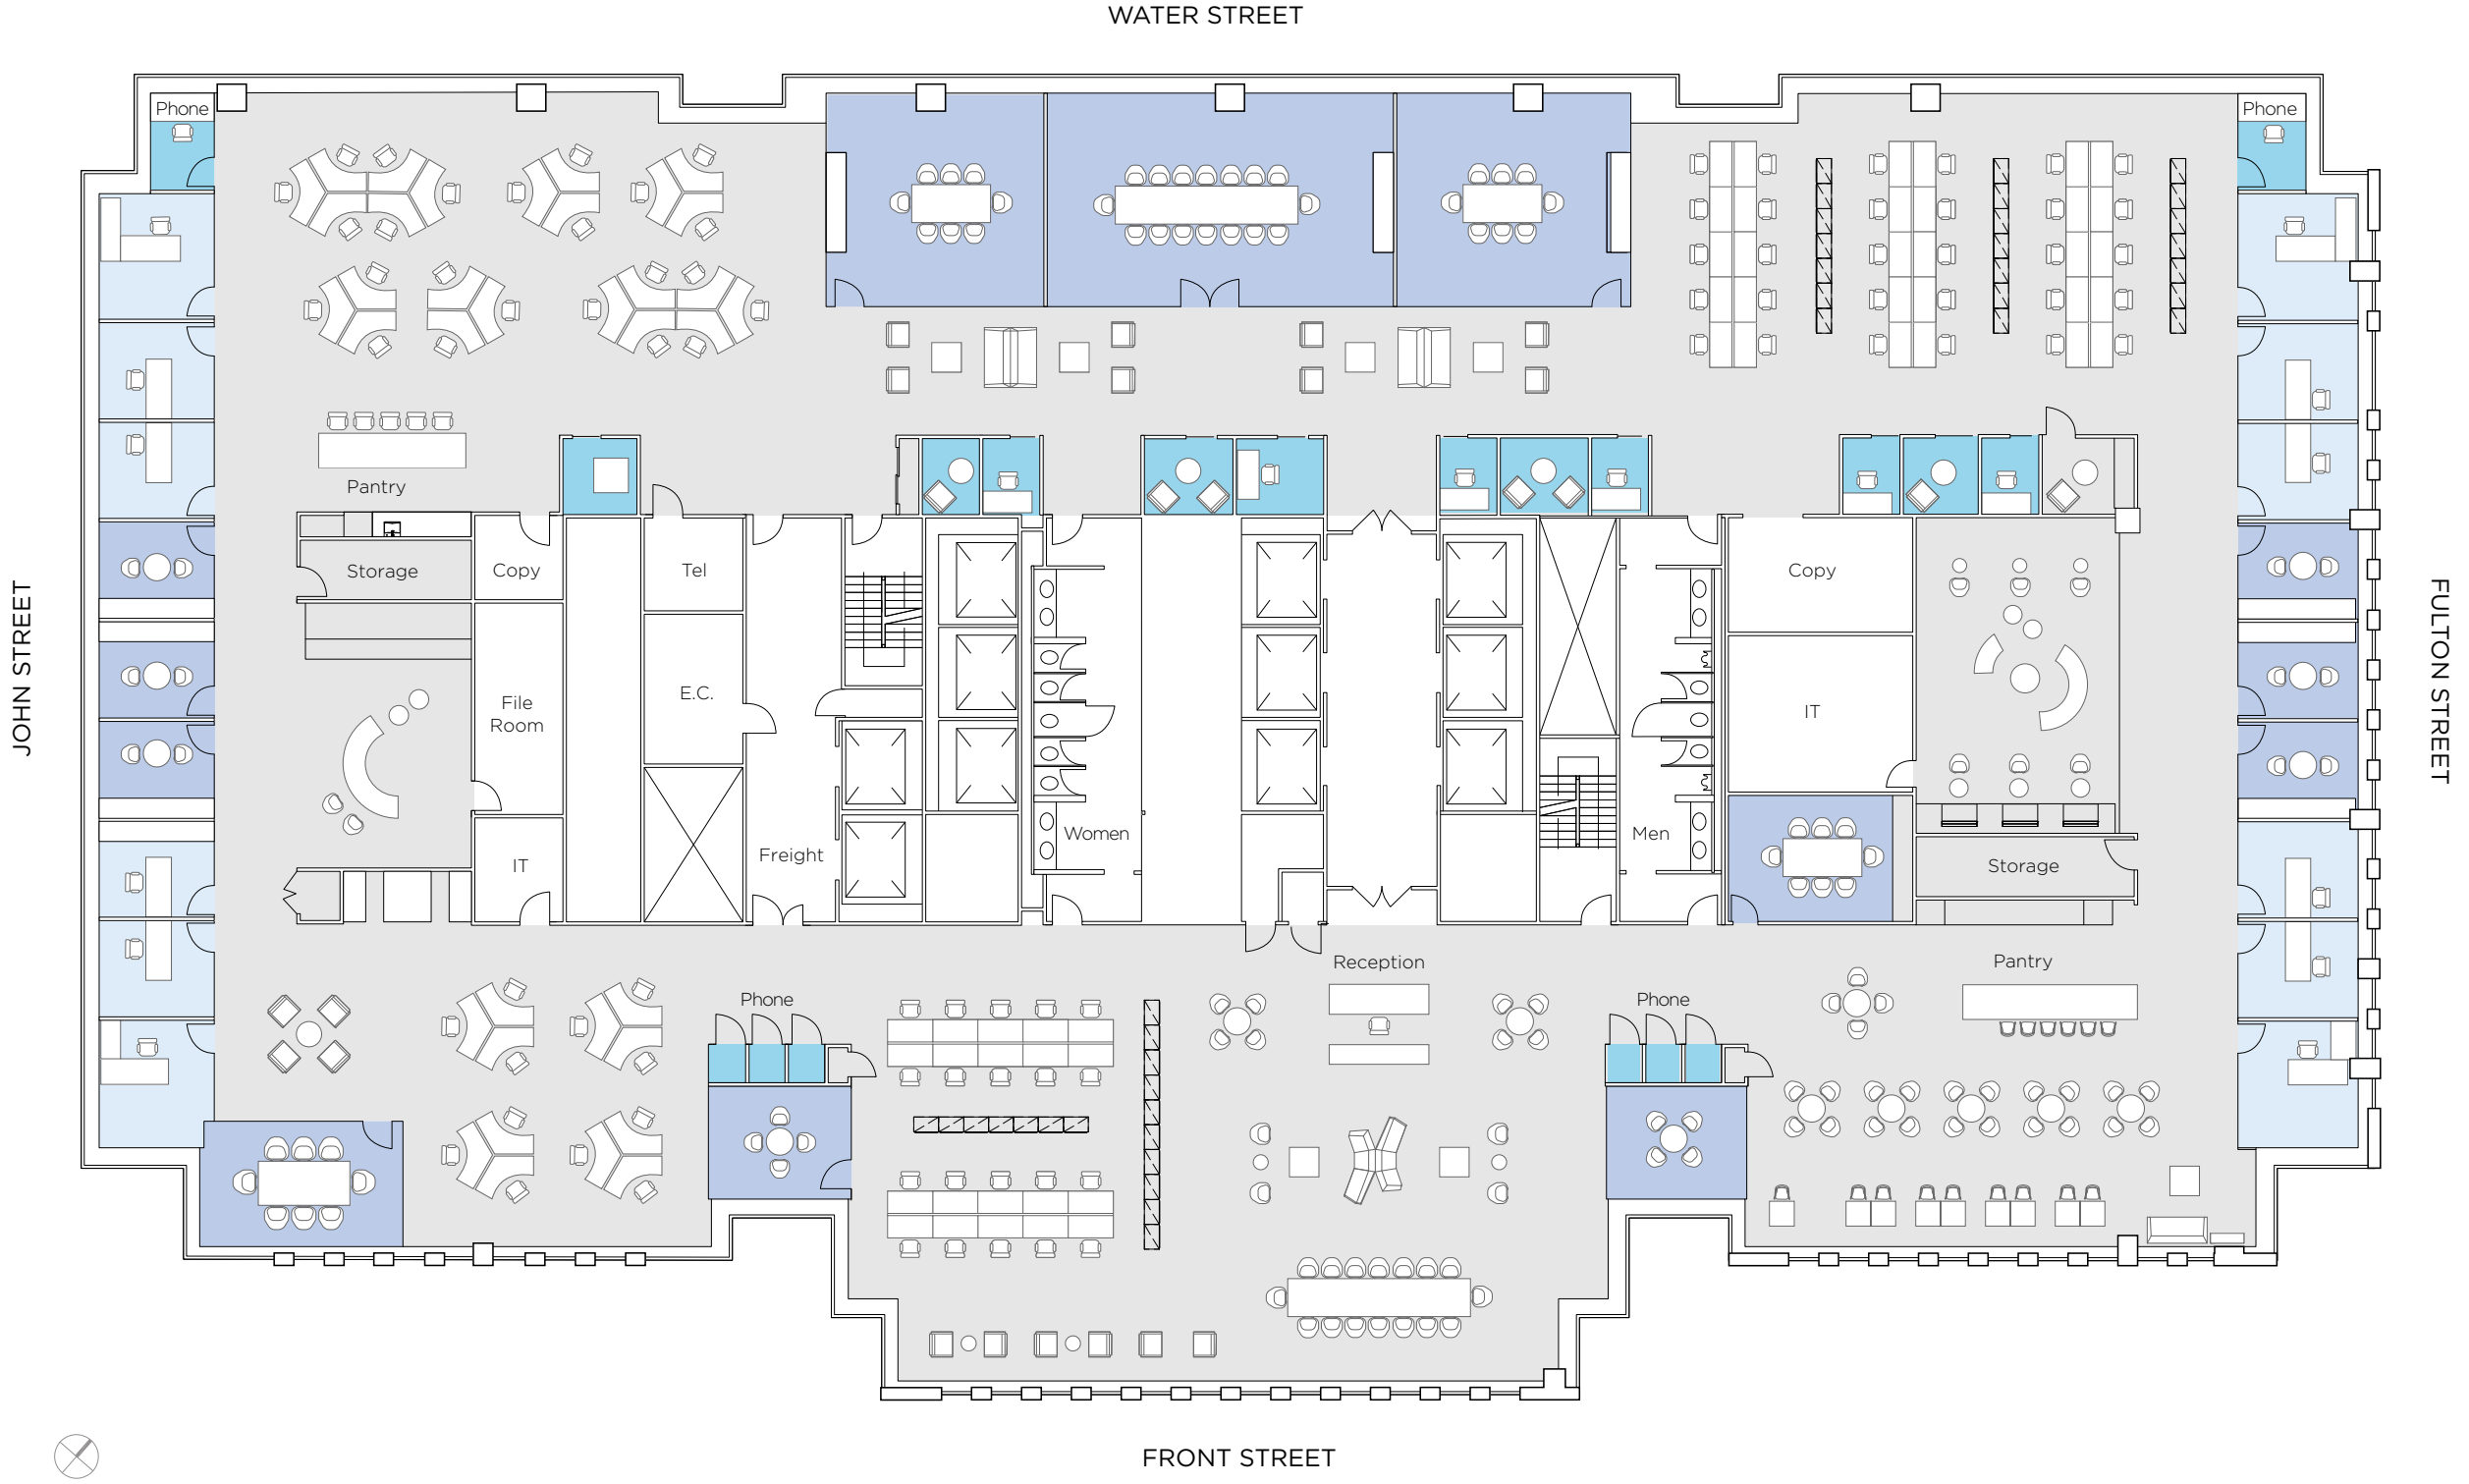 WATER STREET
Phone
Phone
Pantry
Storage
Copy
Tel
Copy
JOHN STREET
FULTON STREET
File
Room
E.C.
IT
Women
Men
Freight
IT
Storage
Reception
Pantry
Phone
Phone
FRONT STREET